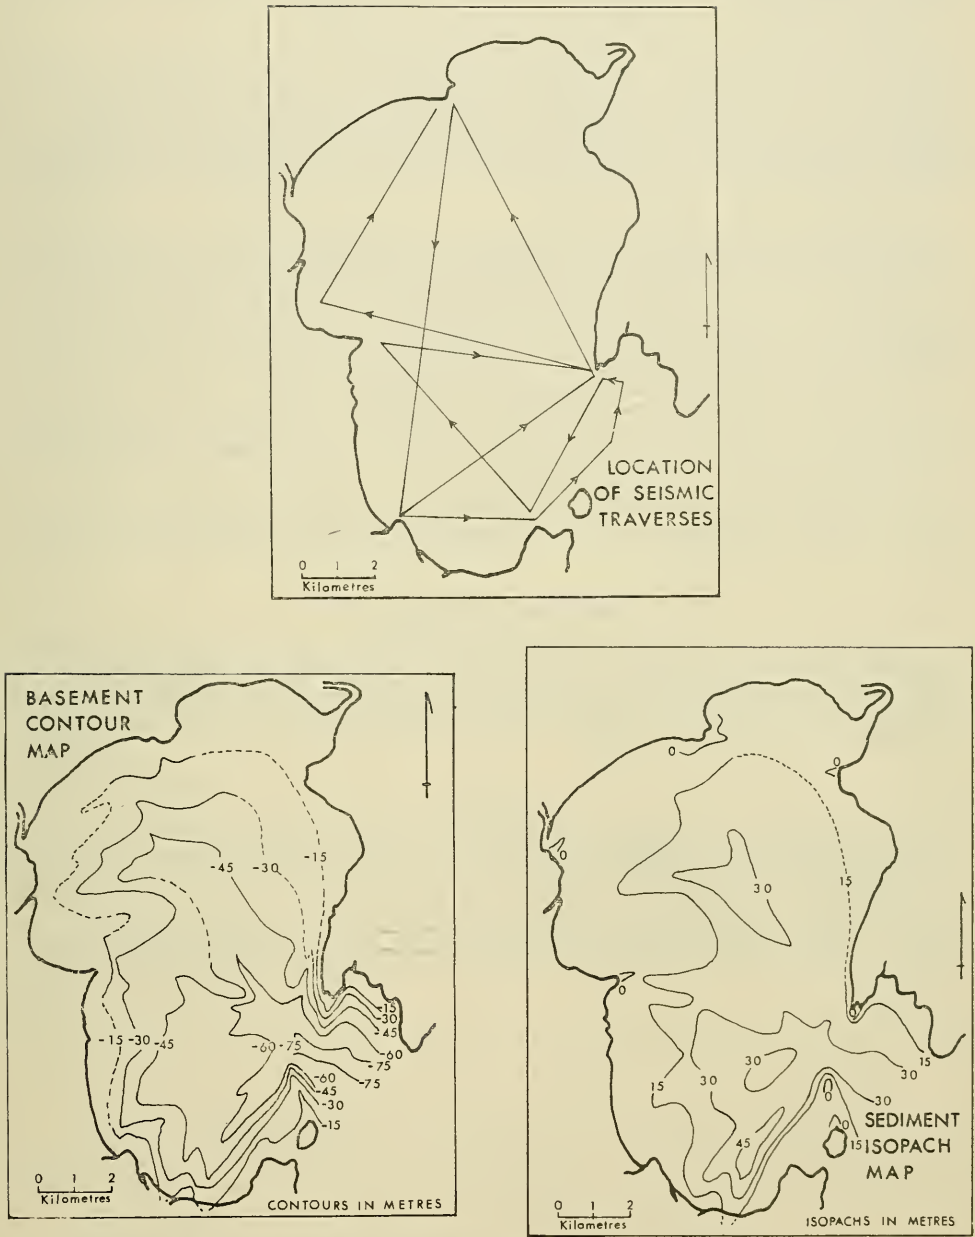 LOCATION
OF SEISMIC
TRAVERSES
0 1 2
Kilometres
BASEMENT
CONTOUR
MAP
-15
-45 -30
-15 -30 -45
-60 -75
-15
-30
-45
-60
-75
-75
-60
-45
-30
-15
0 1 2
Kilometres
CONTOURS IN METRES
0
0
0
30
15
0
0
15
30
30
30
15
30
0
45
0
15
SEDIMENT
ISOPACH
MAP
0 1 2
Kilometres
ISOPACHS IN METRES